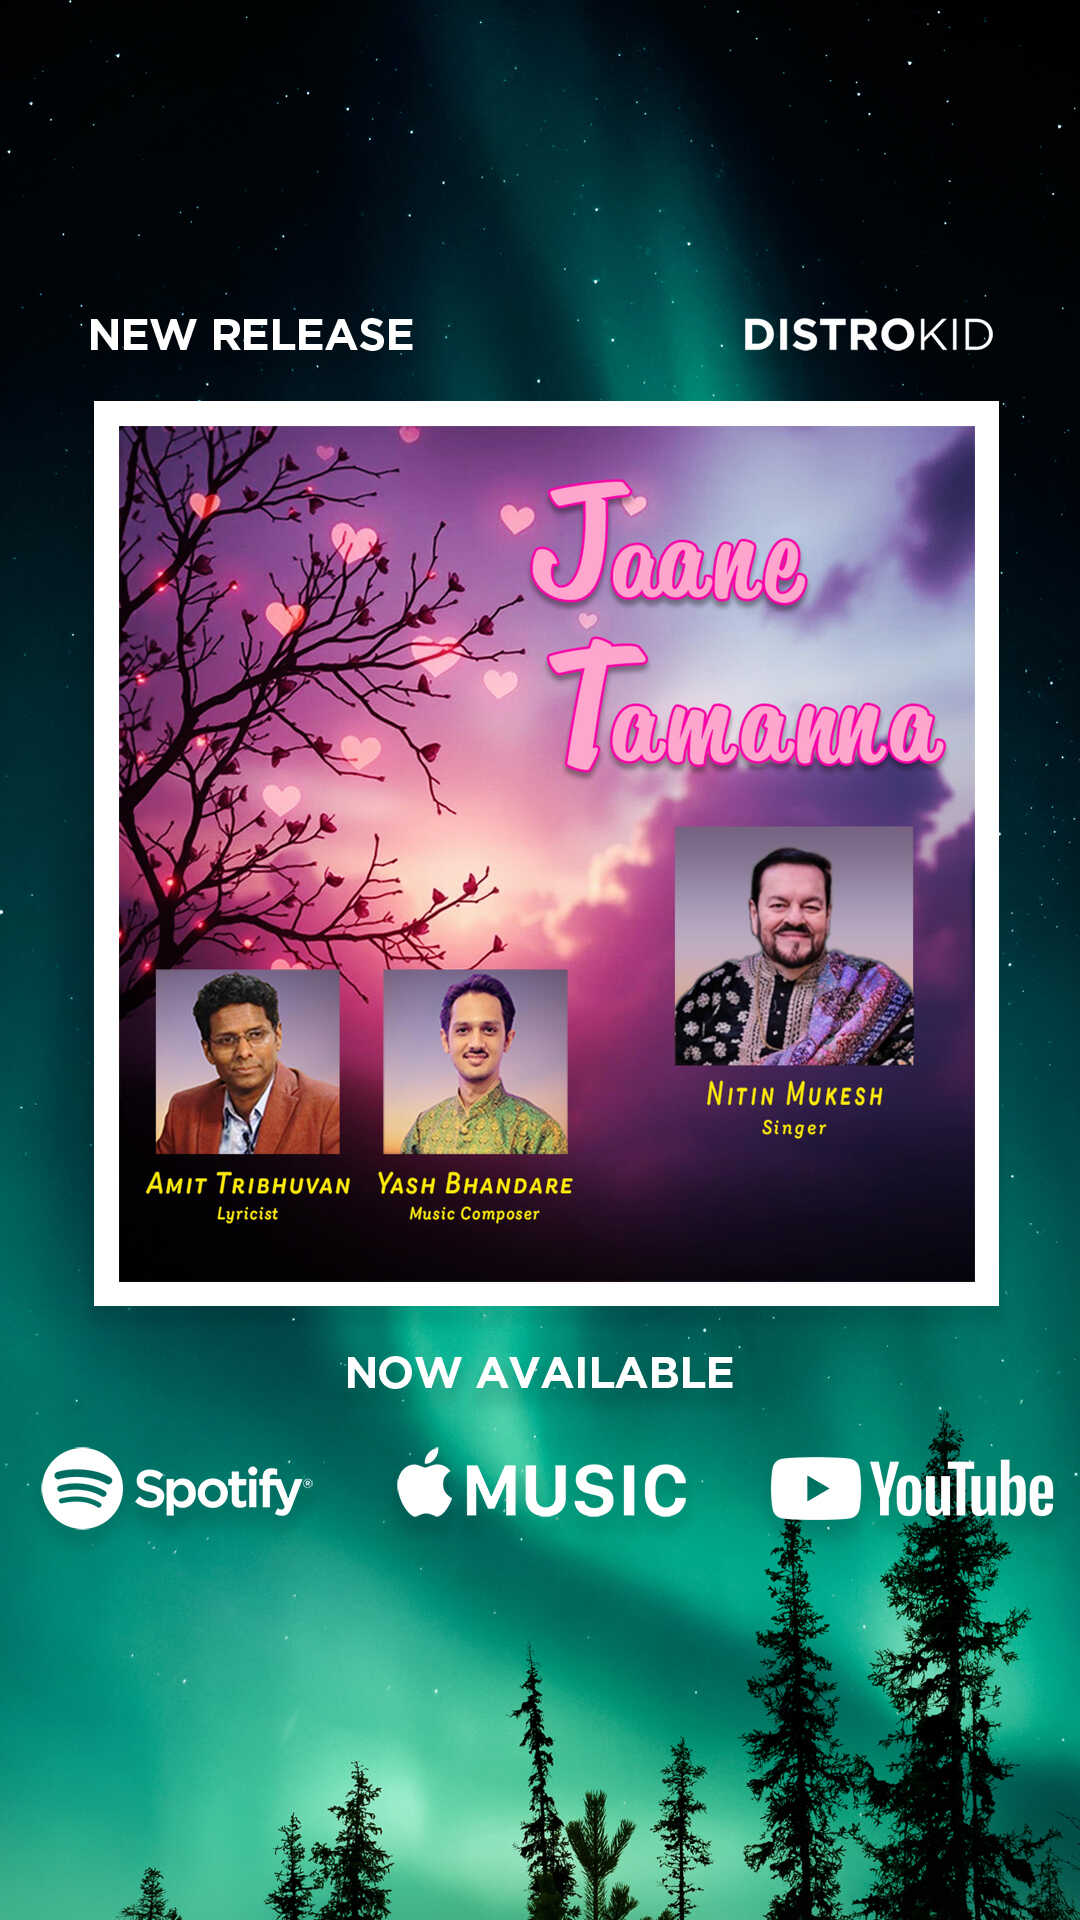 NEW RELEASE
DISTROKID
Jaane
Tamanna
Nitin Mukesh
Singer
Amit Tribhuvan
Lyricist
Yash Bhandare
Music Composer
NOW AVAILABLE
Spotify®
MUSIC
YouTube